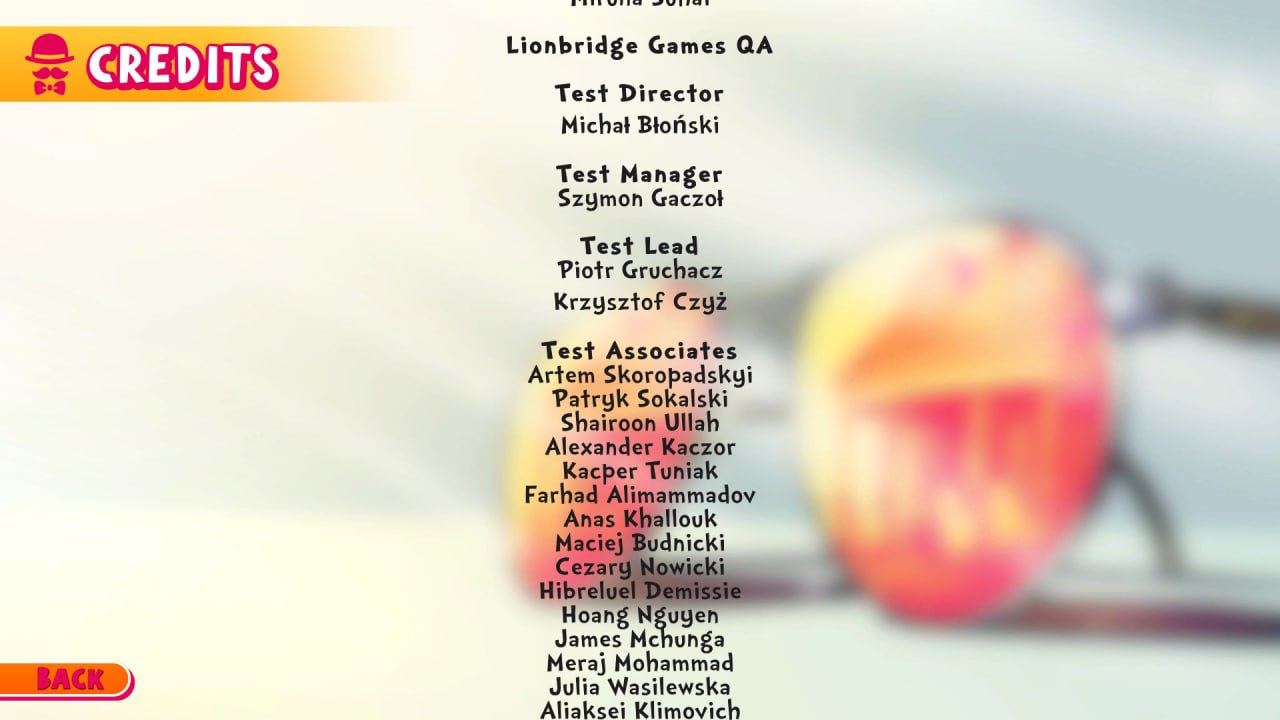 CREDITS
Lionbridge Games QA
Test Director
Michał Błoński
Test Manager
Szymon Gaczoł
Test Lead
Piotr Gruchacz
Krzysztof Czyż
Test Associates
Artem Skoropadskyi
Patryk Sokalski
Shairoon Ullah
Alexander Kaczor
Kacper Tuniak
Farhad Alimammadov
Anas Khallouk
Maciej Budnicki
Cezary Nowicki
Hibreluel Demissie
Hoang Nguyen
James Mchunga
Meraj Mohammad
Julia Wasilewska
Aliaksei Klimovich
BACK